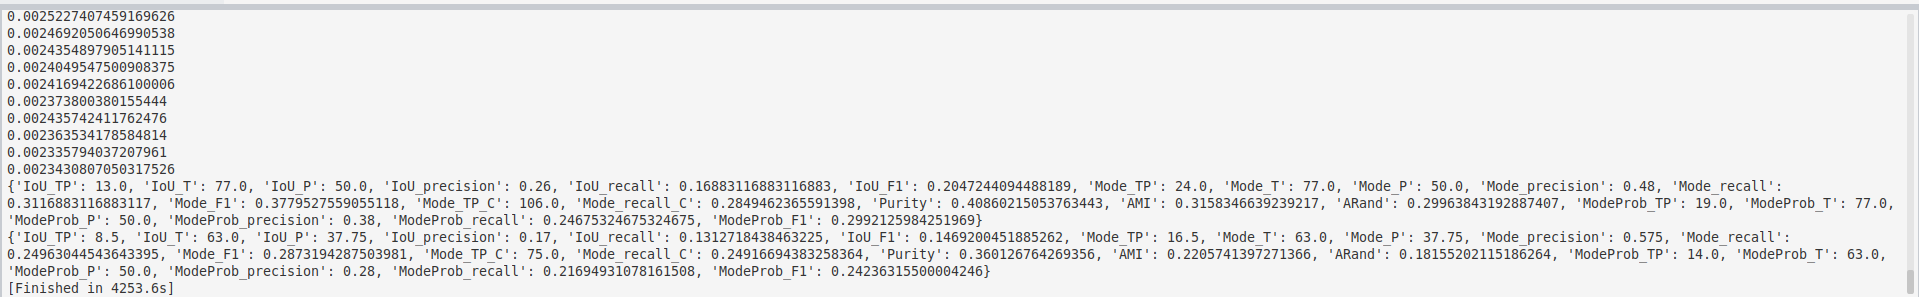 0.0025227407459169626
0.0024692050646990538
0.0024354897905141115
0.0024049547500908375
0.0024169422686100006
0.002373800380155444
0.002435742411762476
0.002363534178584814
0.002335794037207961
0.0023430807050317526
{'IoU_TP': 13.0, 'IoU_T': 77.0, 'IoU_P': 50.0, 'IoU_precision': 0.26, 'IoU_recall': 0.16883116883116883, 'IoU_F1': 0.2047244094488189, 'Mode_TP': 24.0, 'Mode_T': 77.0, 'Mode_P': 50.0, 'Mode_precision': 0.48, 'Mode_recall':
0.3116883116883117, 'Mode_F1': 0.3779527559055118, 'Mode_TP_C': 106.0, 'Mode_recall_C': 0.2849462365591398, 'Purity': 0.40860215053763443, 'AMI': 0.3158346639239217, 'ARand': 0.29963843192887407, 'ModeProb_TP': 19.0, 'ModeProb_T': 77.0,
'ModeProb_P': 50.0, 'ModeProb_precision': 0.38, 'ModeProb_recall': 0.24675324675324675, 'ModeProb_F1': 0.2992125984251969}
{'IoU_TP': 8.5, 'IoU_T': 63.0, 'IoU_P': 37.75, 'IoU_precision': 0.17, 'IoU_recall': 0.1312718438463225, 'IoU_F1': 0.1469200451885262, 'Mode_TP': 16.5, 'Mode_T': 63.0, 'Mode_P': 37.75, 'Mode_precision': 0.575, 'Mode_recall':
0.24963044543643395, 'Mode_F1': 0.2873194287503981, 'Mode_TP_C': 75.0, 'Mode_recall_C': 0.24916694383258364, 'Purity': 0.360126764269356, 'AMI': 0.2205741397271366, 'ARand': 0.18155202115186264, 'ModeProb_TP': 14.0, 'ModeProb_T': 63.0,
'ModeProb_P': 50.0, 'ModeProb_precision': 0.28, 'ModeProb_recall': 0.21694931078161508, 'ModeProb_F1': 0.24236315500004246}
[Finished in 4253.6s]